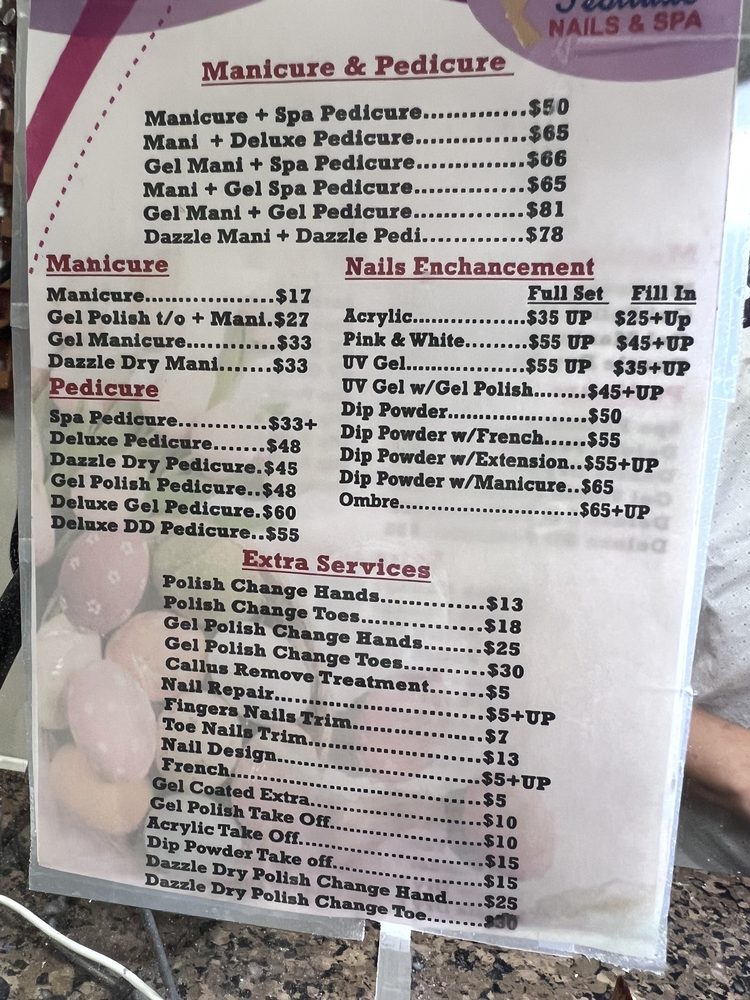 NAILS & SPA
Manicure & Pedicure
Manicure + Spa Pedicure.............$50
Mani + Deluxe Pedicure..............$65
Gel Mani + Spa Pedicure.............$66
Mani + Gel Spa Pedicure.............$65
Gel Mani + Gel Pedicure.............$81
Dazzle Mani + Dazzle Pedi............$78
Manicure
Manicure...................$17
Gel Polish t/o + Mani.$27
Gel Manicure.............$33
Dazzle Dry Mani.......$33
Pedicure
Spa Pedicure............$33+
Deluxe Pedicure.......$48
Dazzle Dry Pedicure.$45
Gel Polish Pedicure..$48
Deluxe Gel Pedicure.$60
Deluxe DD Pedicure..$55
Nails Enchancement
Full Set Fill In
Acrylic................$35 UP $25+Up
Pink & White.........$55 UP $45+UP
UV Gel..................$55 UP $35+UP
UV Gel w/Gel Polish........$45+UP
Dip Powder.....................$50
Dip Powder w/French......$55
Dip Powder w/Extension..$55+UP
Dip Powder w/Manicure..$65
Ombre...........................$65+UP
Extra Services
Polish Change Hands...............$13
Polish Change Toes..................$18
Gel Polish Change Hands.........$25
Gel Polish Change Toes............$30
Callus Remove Treatment.......$5
Nail Repair..............................$5+UP
Fingers Nails Trim...................$7
Toe Nails Trim.........................$13
Nail Design..............................$5+UP
French.....................................$5
Gel Coated Extra.....................$10
Gel Polish Take Off..................$10
Acrylic Take Off.......................$15
Dip Powder Take off.................$15
Dazzle Dry Polish Change Hand.....$25
Dazzle Dry Polish Change Toe........$30